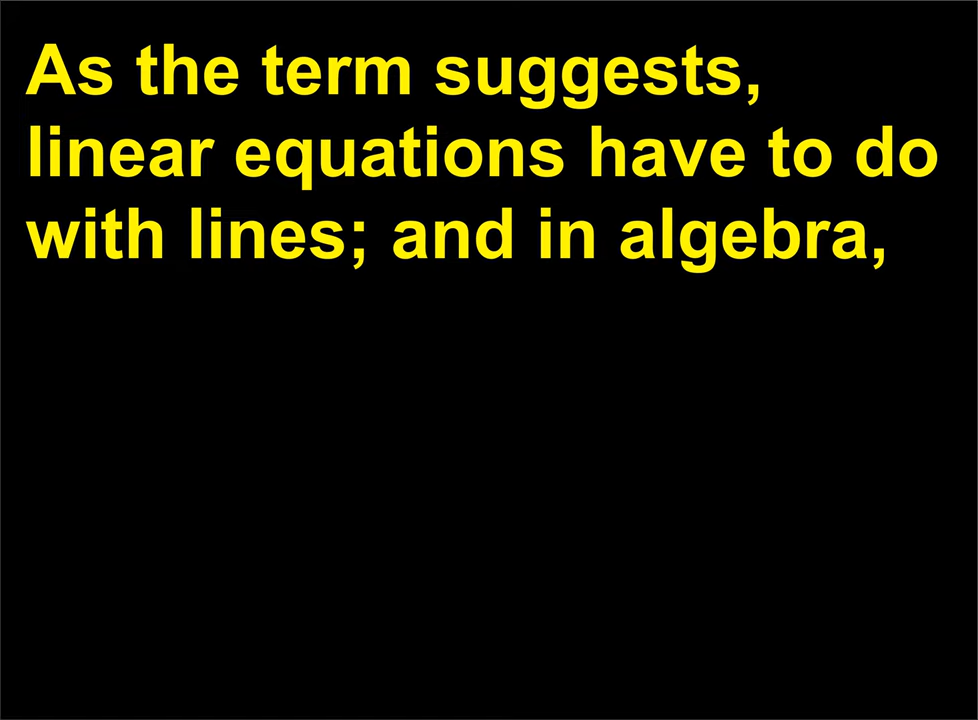 As the term suggests,
linear equations have to do
with lines; and in algebra,